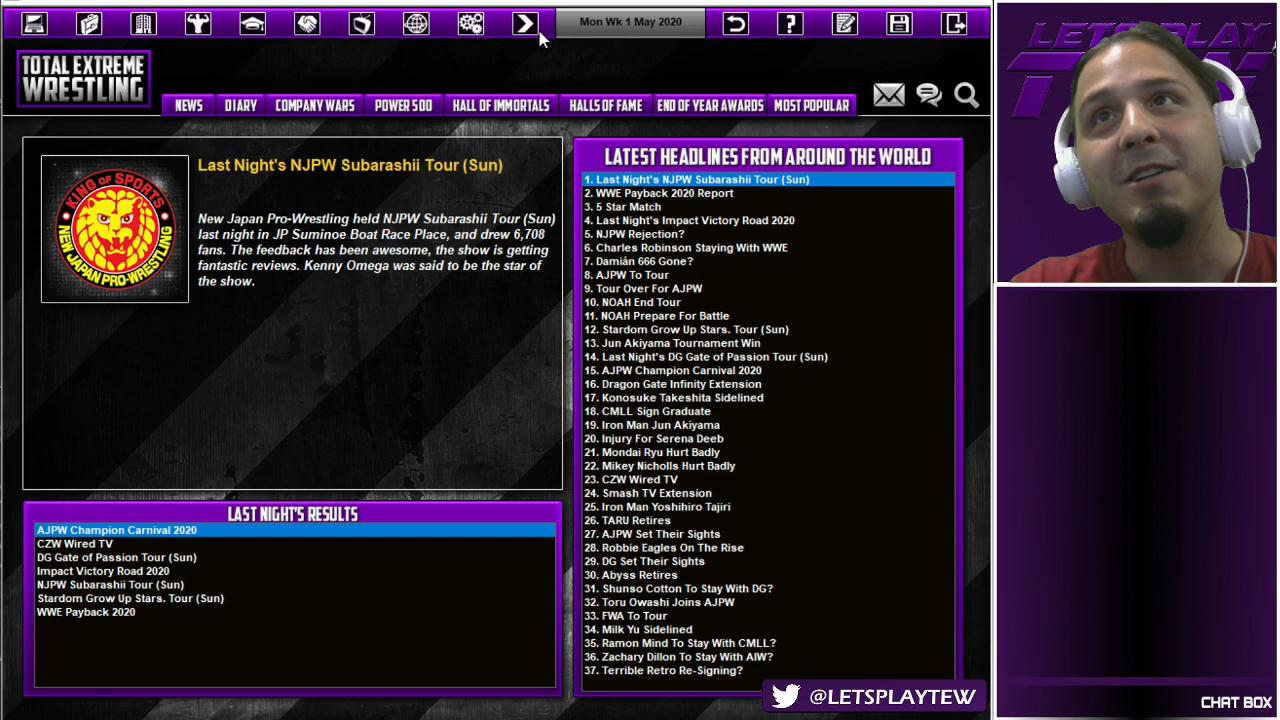 Mon Wk 1 May 2020
LETS PLAY
TOTAL EXTREME
WRESTLING
NEWS DIARY COMPANY WARS POWER 500 HALL OF IMMORTALS HALLS OF FAME END OF YEAR AWARDS MOST POPULAR
Last Night's NJPW Subarashii Tour (Sun)
KING OF SPORTS
NEW JAPAN PRO-WRESTLING
New Japan Pro-Wrestling held NJPW Subarashii Tour (Sun)
last night in JP Suminoe Boat Race Place, and drew 6,708
fans. The feedback has been awesome, the show is getting
fantastic reviews. Kenny Omega was said to be the star of
the show.
LATEST HEADLINES FROM AROUND THE WORLD
1. Last Night's NJPW Subarashii Tour (Sun)
2. WWE Payback 2020 Report
3. 5 Star Match
4. Last Night's Impact Victory Road 2020
5. NJPW Rejection?
6. Charles Robinson Staying With WWE
7. Damián 666 Gone?
8. AJPW To Tour
9. Tour Over For AJPW
10. NOAH End Tour
11. NOAH Prepare For Battle
12. Stardom Grow Up Stars. Tour (Sun)
13. Jun Akiyama Tournament Win
14. Last Night's DG Gate of Passion Tour (Sun)
15. AJPW Champion Carnival 2020
16. Dragon Gate Infinity Extension
17. Konosuke Takeshita Sidelined
18. CMLL Sign Graduate
19. Iron Man Jun Akiyama
20. Injury For Serena Deeb
21. Mondai Ryu Hurt Badly
22. Mikey Nicholls Hurt Badly
23. CZW Wired TV
24. Smash TV Extension
25. Iron Man Yoshihiro Tajiri
26. TARU Retires
27. AJPW Set Their Sights
28. Robbie Eagles On The Rise
29. DG Set Their Sights
30. Abyss Retires
31. Shunso Cotton To Stay With DG?
32. Toru Owashi Joins AJPW
33. FWA To Tour
34. Milk Yu Sidelined
35. Ramon Mind To Stay With CMLL?
36. Zachary Dillon To Stay With AIW?
37. Terrible Retro Re-Signing?
LAST NIGHT'S RESULTS
AJPW Champion Carnival 2020
CZW Wired TV
DG Gate of Passion Tour (Sun)
Impact Victory Road 2020
NJPW Subarashii Tour (Sun)
Stardom Grow Up Stars. Tour (Sun)
WWE Payback 2020
@LETSPLAYTEW
CHAT BOX